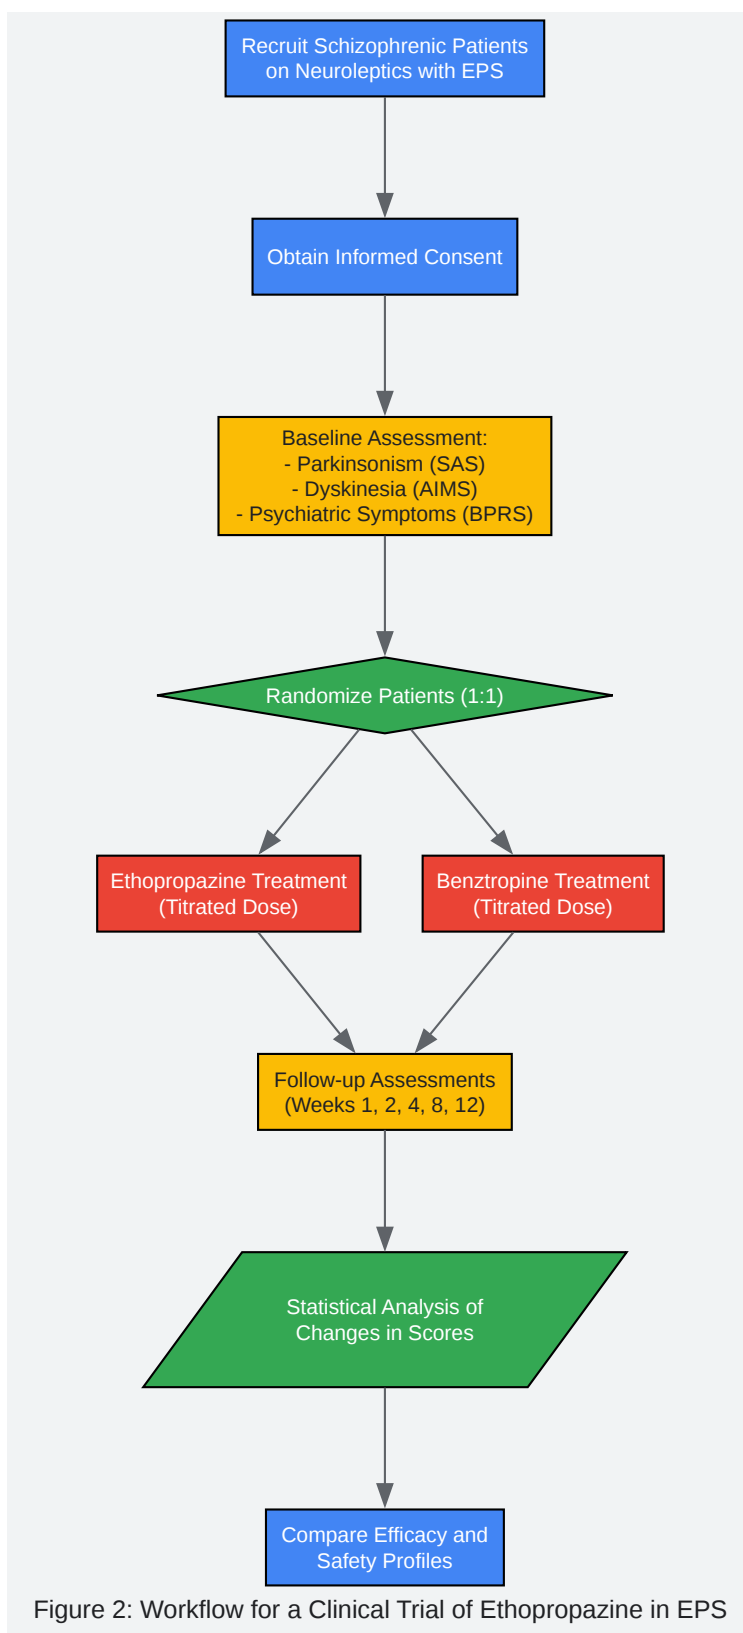 Recruit Schizophrenic Patients
on Neuroleptics with EPS
Obtain Informed Consent
Baseline Assessment:
- Parkinsonism (SAS)
- Dyskinesia (AIMS)
- Psychiatric Symptoms (BPRS)
Randomize Patients (1:1)
Ethopropazine Treatment
(Titrated Dose)
Benztropine Treatment
(Titrated Dose)
Follow-up Assessments
(Weeks 1, 2, 4, 8, 12)
Statistical Analysis of
Changes in Scores
Compare Efficacy and
Safety Profiles
Figure 2: Workflow for a Clinical Trial of Ethopropazine in EPS